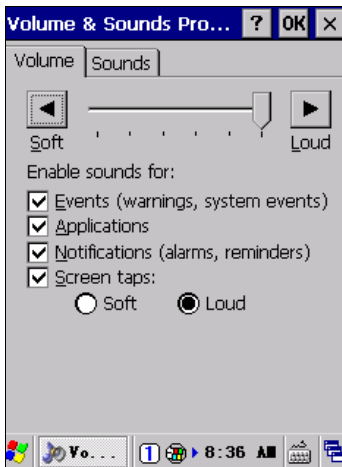 Volume & Sounds Pro... ? OK ×
Volume Sounds
Soft Loud
Enable sounds for:
Events (warnings, system events)
Applications
Notifications (alarms, reminders)
Screen taps:
Soft Loud
Vo... 1 8:36 AM